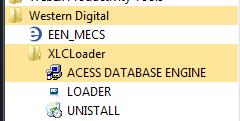 Western Digital
EEN_MECS
XLCLoader
ACESS DATABASE ENGINE
LOADER
UNISTALL